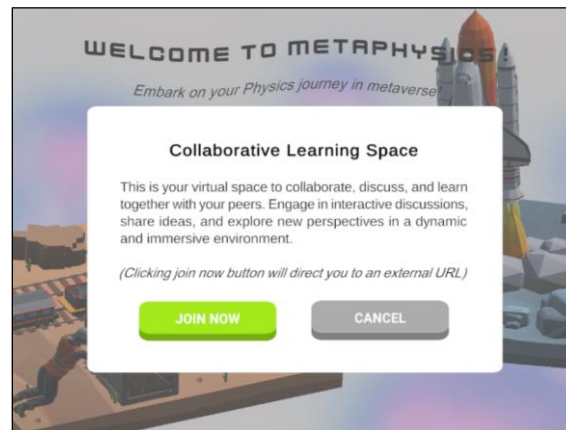 WELCOME TO METAPHYSICS!
Embark on your Physics journey in metaverse!
Collaborative Learning Space
This is your virtual space to collaborate, discuss, and learn
together with your peers. Engage in interactive discussions,
share ideas, and explore new perspectives in a dynamic
and immersive environment.
(Clicking join now button will direct you to an external URL)
JOIN NOW
CANCEL